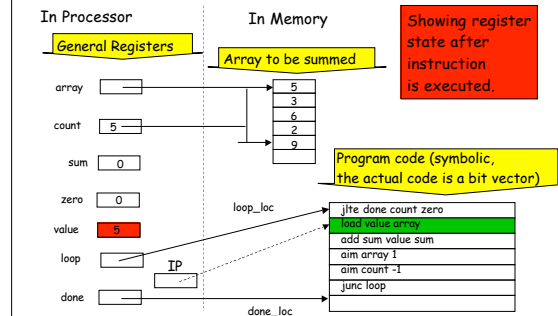 In Processor
In Memory
General Registers
Array to be summed
Showing register
state after
instruction
is executed.
array
5
3
6
2
9
count
5
sum
0
zero
0
value
5
loop
IP
done
loop_loc
done_loc
Program code (symbolic,
the actual code is a bit vector)
jlte done count zero
load value array
add sum value sum
aim array 1
aim count -1
junc loop